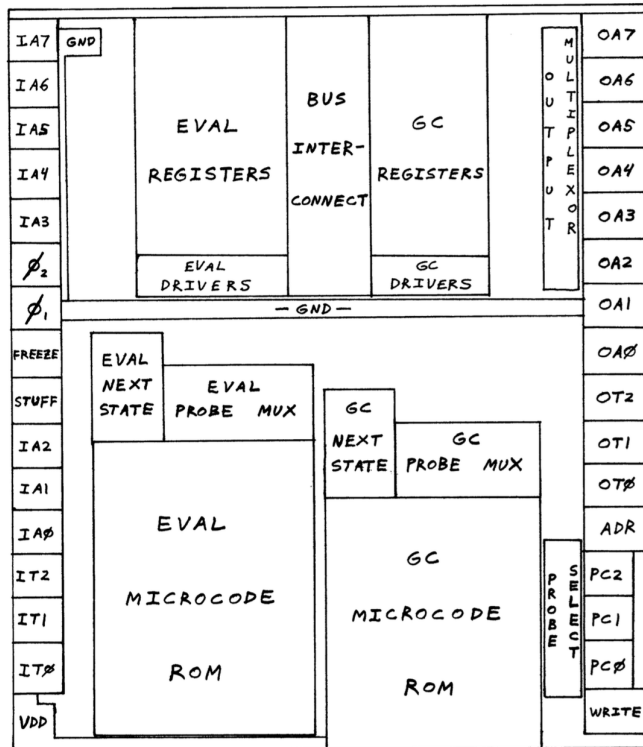 IA7
IA6
IA5
IA4
IA3
Ø₂
Ø₁
FREEZE
STUFF
IA2
IA1
IAØ
IT2
IT1
ITØ
VDD
GND
EVAL
REGISTERS
EVAL
DRIVERS
BUS
INTER-
CONNECT
GC
REGISTERS
GC
DRIVERS
OUTPUT
MULTIPLEXOR
— GND —
EVAL
NEXT
STATE
EVAL
PROBE MUX
EVAL
MICROCODE
ROM
GC
NEXT
STATE
GC
PROBE MUX
GC
MICROCODE
ROM
PROBE
SELECT
OA7
OA6
OA5
OA4
OA3
OA2
OA1
OAØ
OT2
OT1
OTØ
ADR
PC2
PC1
PCØ
WRITE